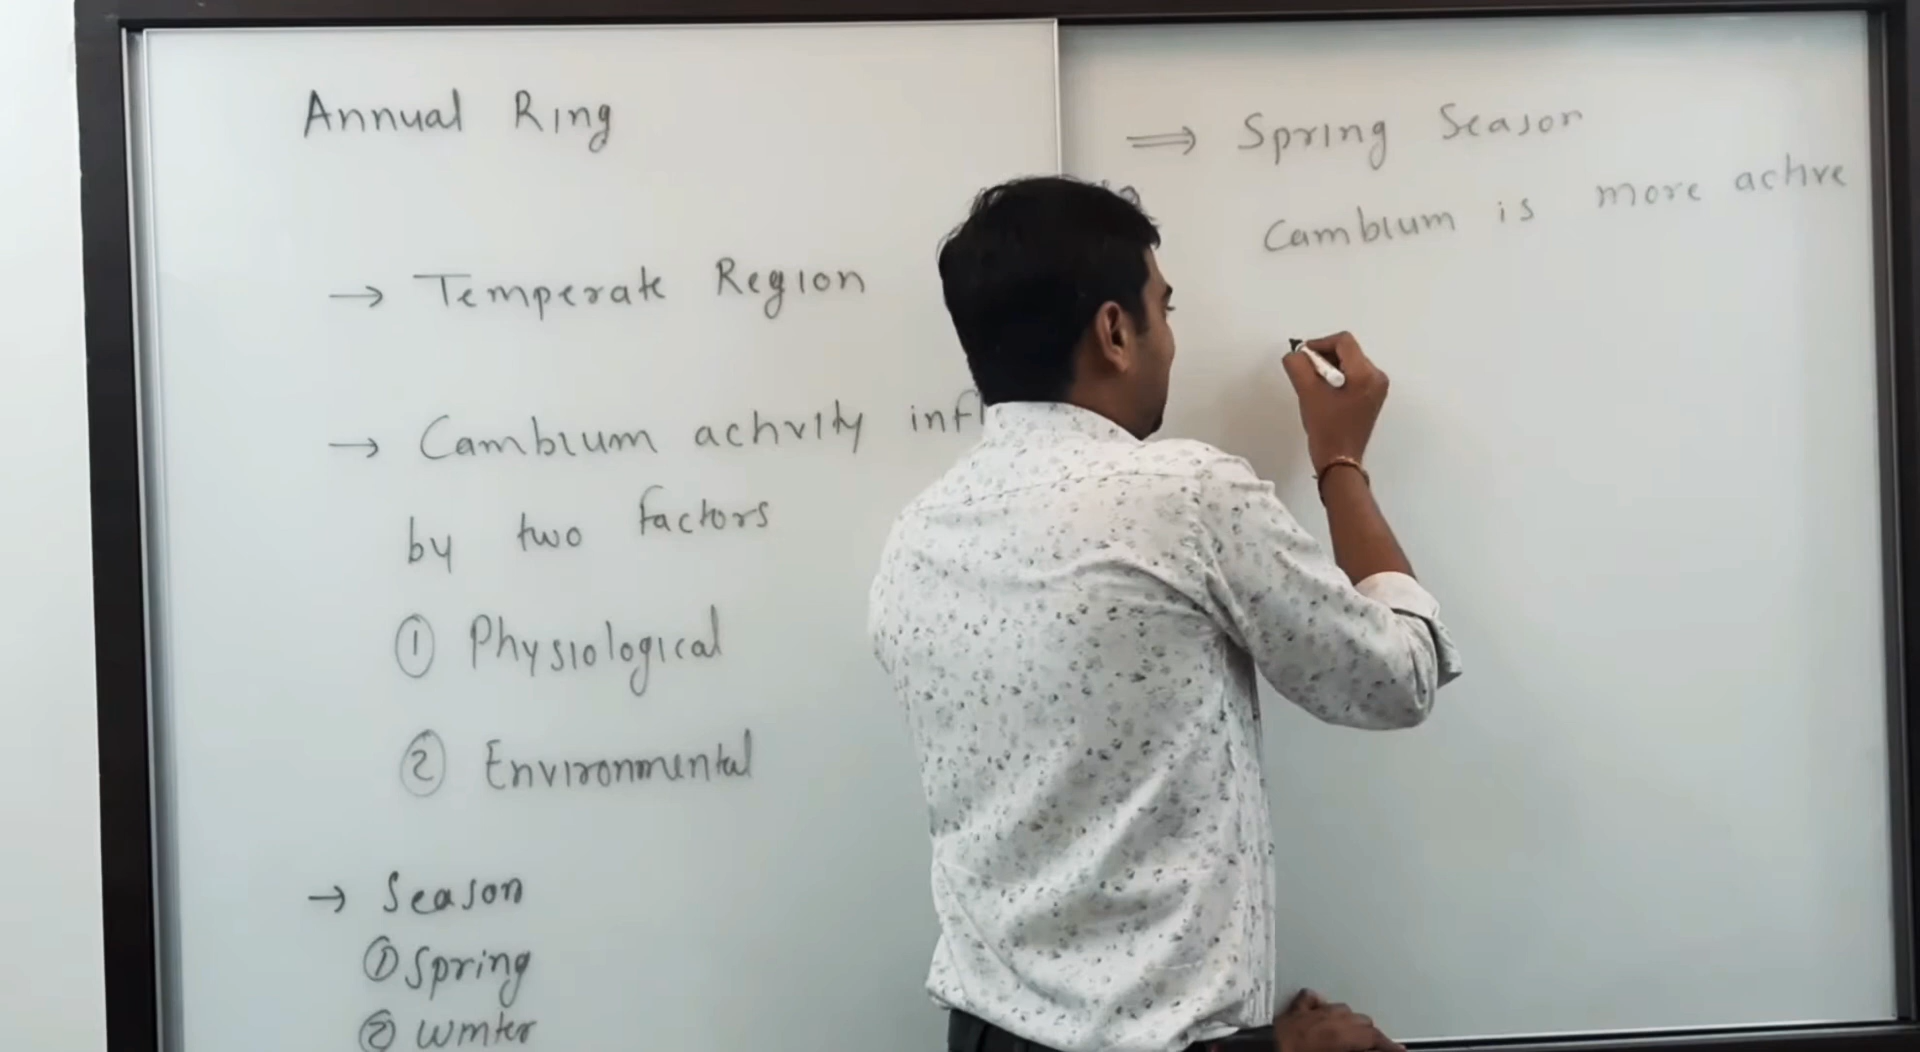 Annual Ring
→ Temperate Region
→ Cambium activity
by two factors
① Physiological
② Environmental
→ Season
① Spring
② Winter
⇒ Spring Season
Cambium is more active